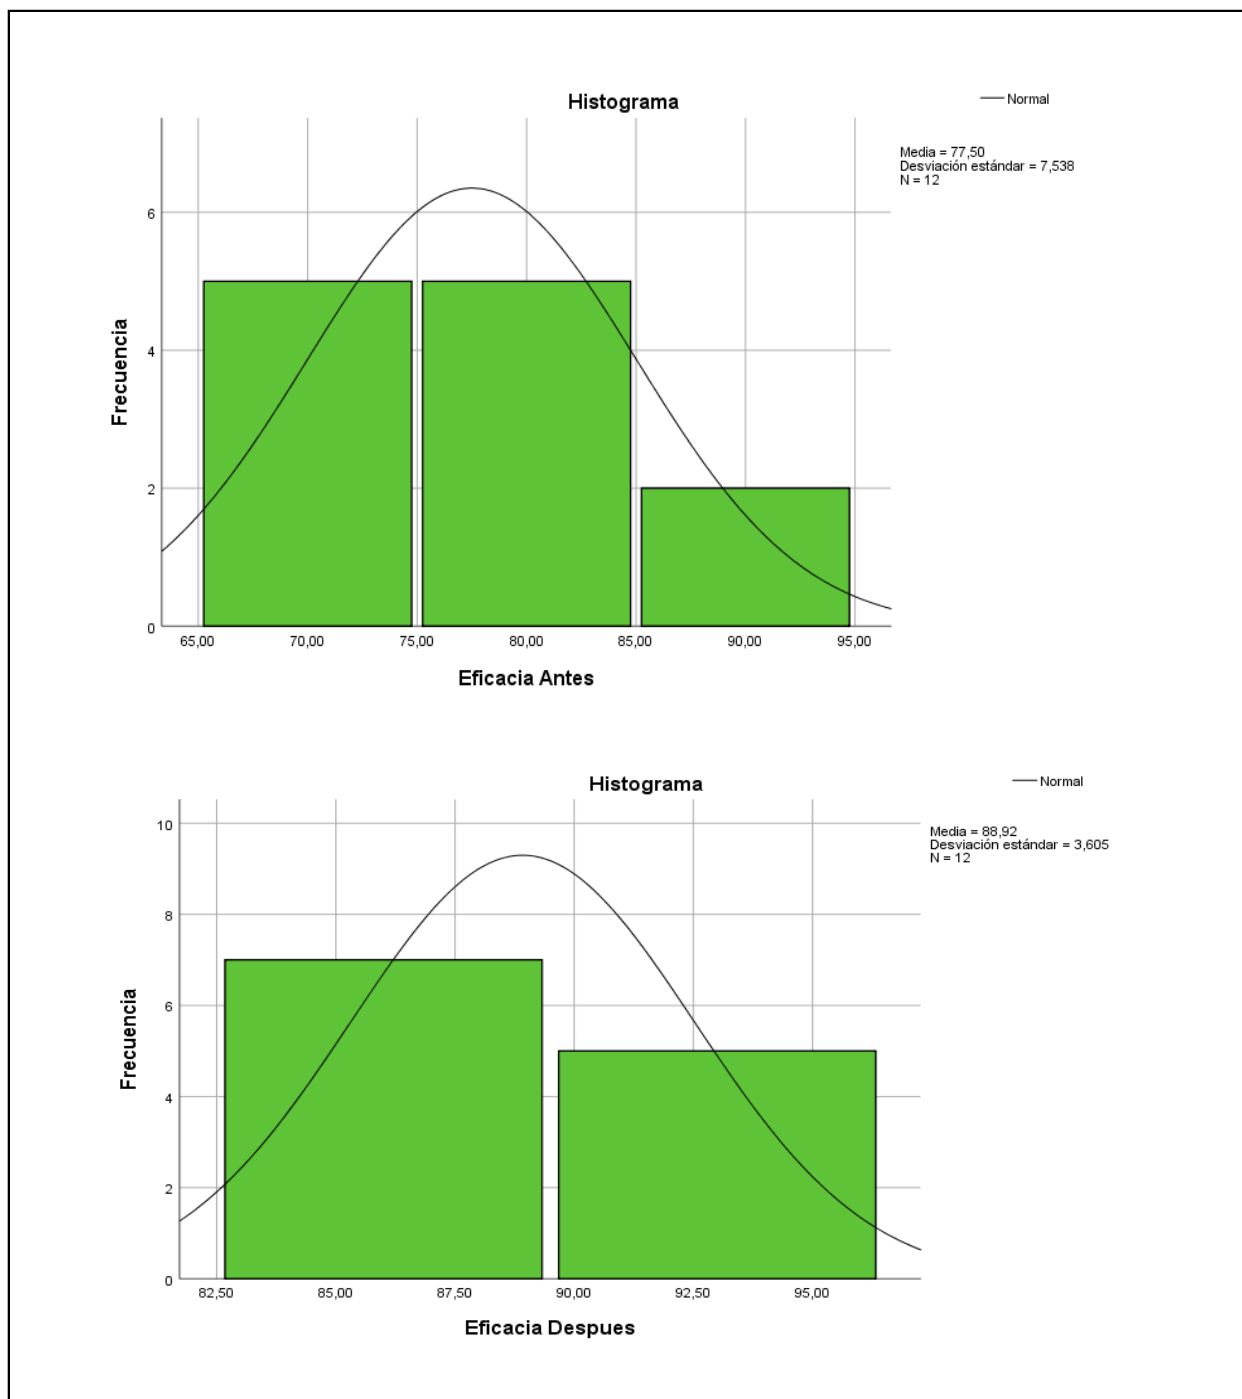 Histograma
Normal
Media = 77,50
Desviación estándar = 7,538
N = 12
6
4
2
0
Frecuencia
65,00 70,00 75,00 80,00 85,00 90,00 95,00
Eficacia Antes
Histograma
Normal
Media = 88,92
Desviación estándar = 3,605
N = 12
10
8
6
4
2
0
Frecuencia
82,50 85,00 87,50 90,00 92,50 95,00
Eficacia Despues